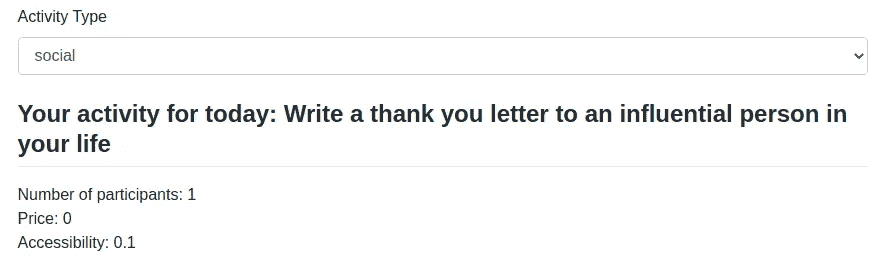 Activity Type
social
Your activity for today: Write a thank you letter to an influential person in
your life
Number of participants: 1
Price: 0
Accessibility: 0.1